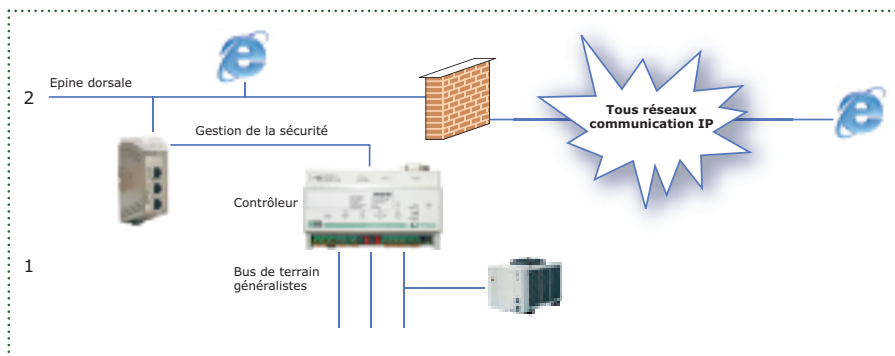 Epine dorsale
2
Tous réseaux
communication IP
Gestion de la sécurité
Contrôleur
1
Bus de terrain
généralistes